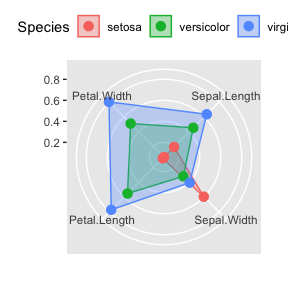 Species setosa versicolor virgi
0.8
Petal.Width Sepal.Length
0.6
0.4
0.2
Petal.Length Sepal.Width